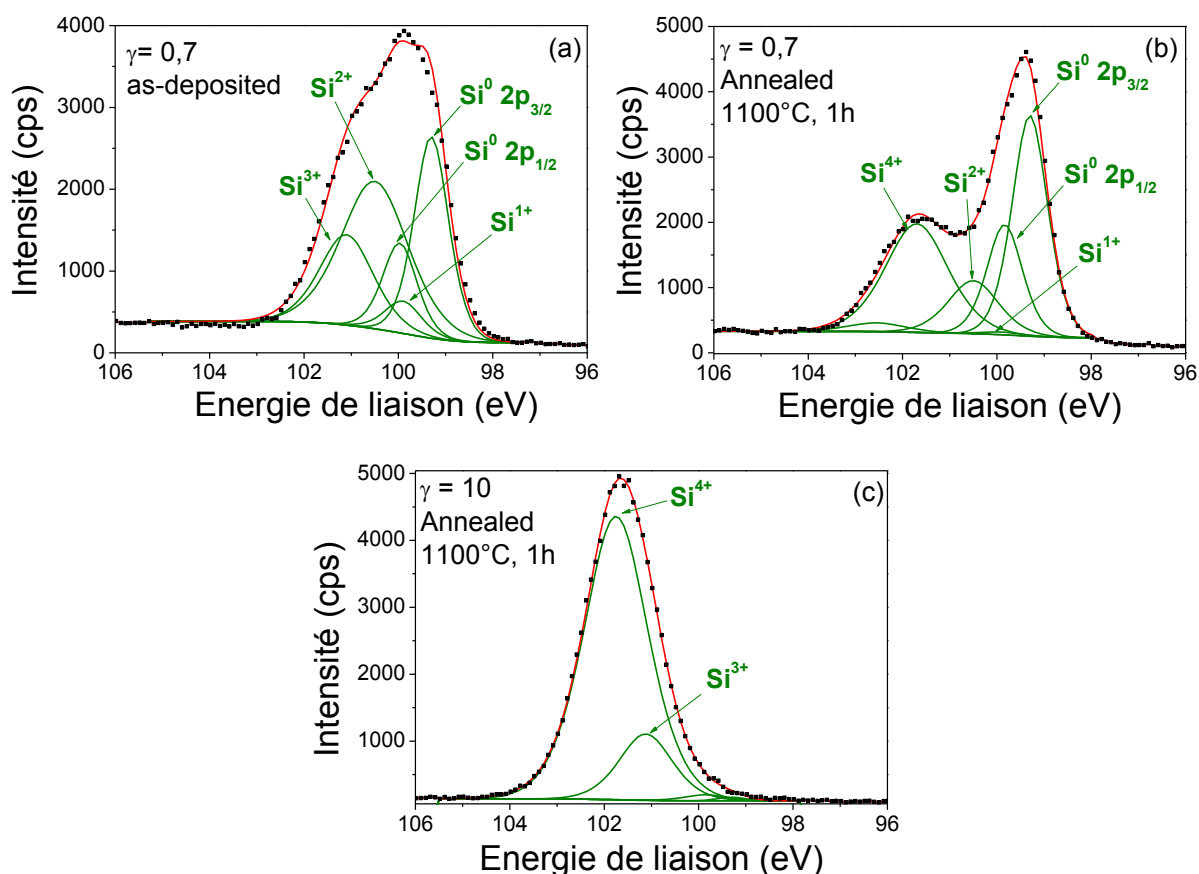 4000
3000
2000
1000
0
Intensité (cps)
γ= 0,7
as-deposited
(a)
Si²⁺
Si³⁺
Si⁰ 2p₃/₂
Si⁰ 2p₁/₂
Si¹⁺
106 104 102 100 98 96
Energie de liaison (eV)
5000
4000
3000
2000
1000
0
Intensité (cps)
γ = 0,7
Annealed
1100°C, 1h
(b)
Si⁴⁺
Si²⁺
Si⁰ 2p₃/₂
Si⁰ 2p₁/₂
Si¹⁺
106 104 102 100 98 96
Energie de liaison (eV)
5000
4000
3000
2000
1000
Intensité (cps)
γ = 10
Annealed
1100°C, 1h
(c)
Si⁴⁺
Si³⁺
106 104 102 100 98 96
Energie de liaison (eV)